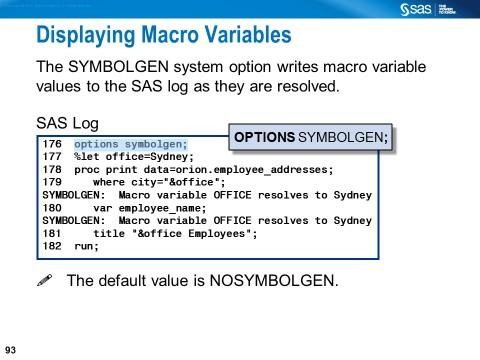 sas THE POWER TO KNOW.
Displaying Macro Variables
The SYMBOLGEN system option writes macro variable
values to the SAS log as they are resolved.
SAS Log
OPTIONS SYMBOLGEN;
176 options symbolgen;
177 %let office=Sydney;
178 proc print data=orion.employee_addresses;
179 where city="&office";
SYMBOLGEN: Macro variable OFFICE resolves to Sydney
180 var employee_name;
SYMBOLGEN: Macro variable OFFICE resolves to Sydney
181 title "&office Employees";
182 run;
The default value is NOSYMBOLGEN.
93